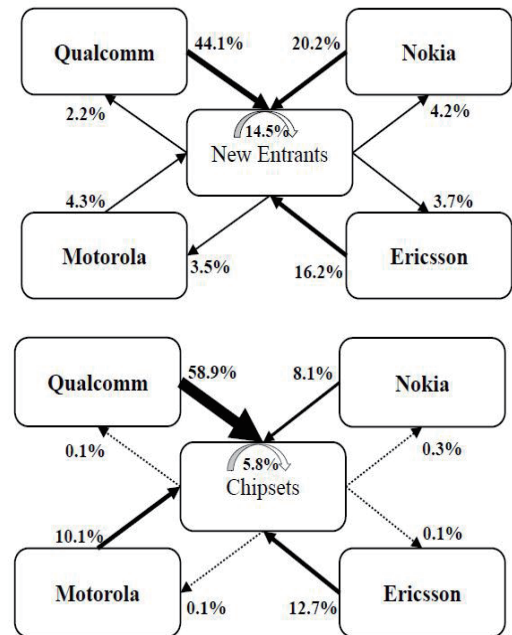 Qualcomm
44.1%
20.2%
Nokia
2.2%
14.5%
New Entrants
4.2%
4.3%
3.7%
Motorola
3.5%
16.2%
Ericsson
Qualcomm
58.9%
8.1%
Nokia
0.1%
5.8%
Chipsets
0.3%
10.1%
0.1%
Motorola
0.1%
12.7%
Ericsson